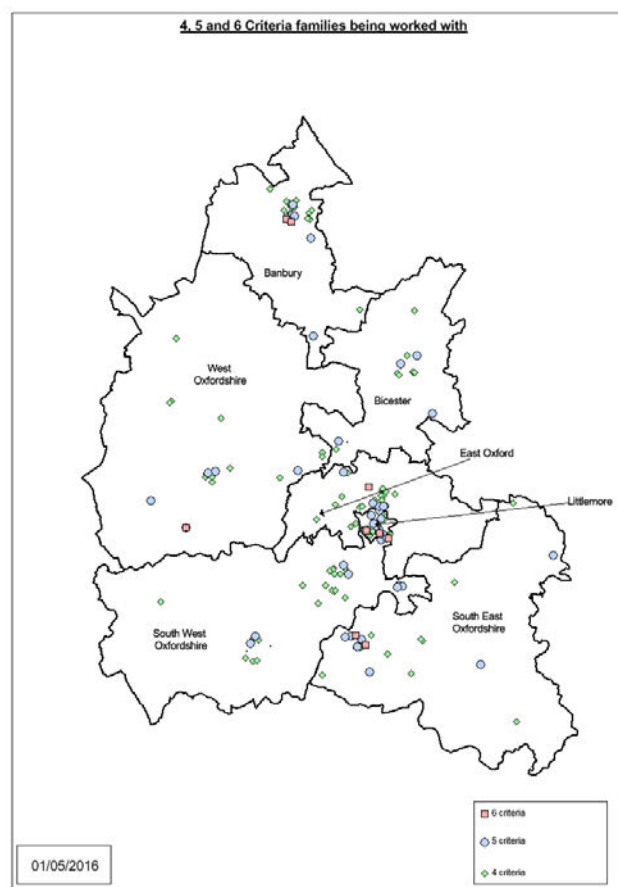 4, 5 and 6 Criteria families being worked with
Banbury
West
Oxfordshire
Bicester
East Oxford
Littlemore
South West
Oxfordshire
South East
Oxfordshire
6 criteria
5 criteria
4 criteria
01/05/2016